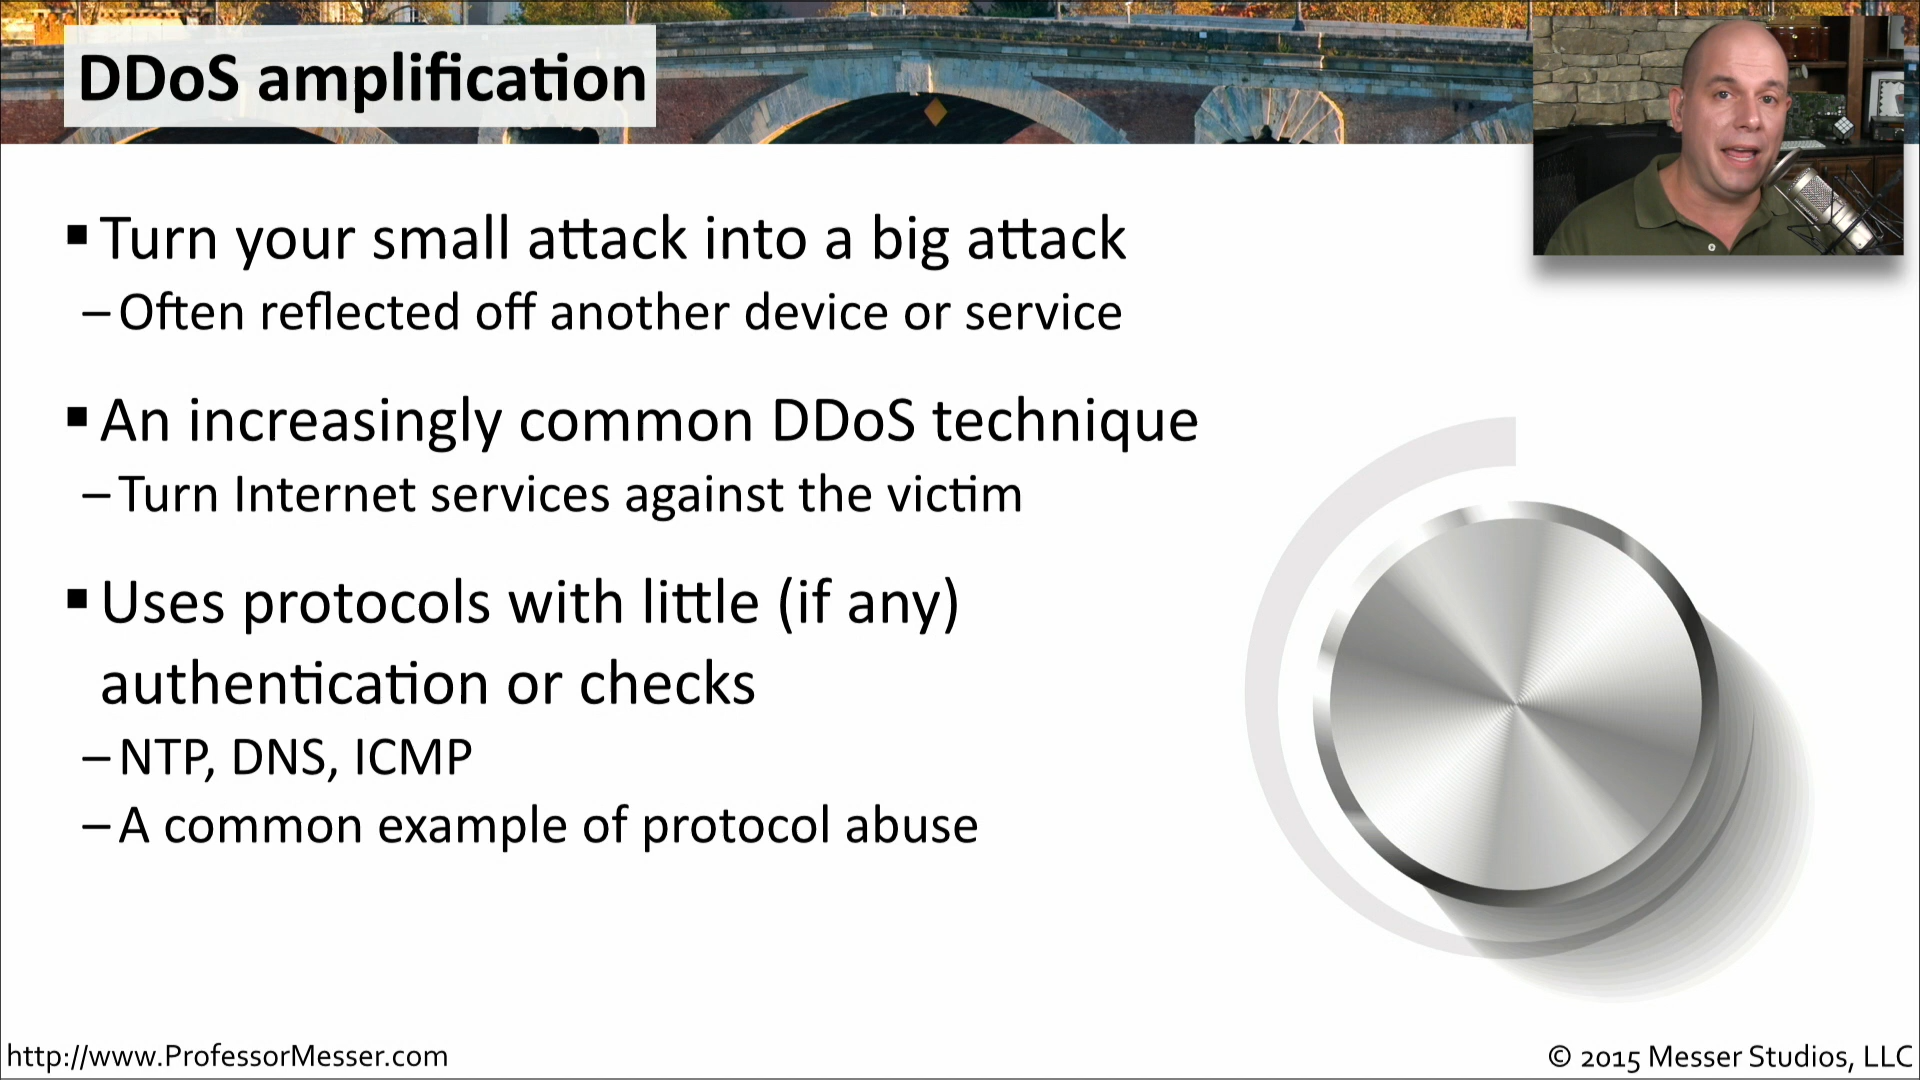 DDoS amplification
▪ Turn your small attack into a big attack
– Often reflected off another device or service
▪ An increasingly common DDoS technique
– Turn Internet services against the victim
▪ Uses protocols with little (if any)
authentication or checks
– NTP, DNS, ICMP
– A common example of protocol abuse
http://www.ProfessorMesser.com
© 2015 Messer Studios, LLC